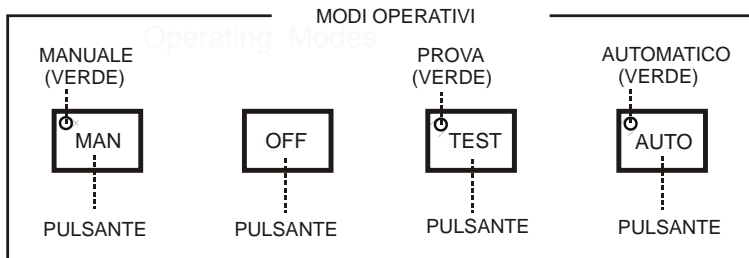 MODI OPERATIVI
Operating Modes
MANUALE
(VERDE)
PROVA
(VERDE)
AUTOMATICO
(VERDE)
MAN
OFF
TEST
AUTO
PULSANTE
PULSANTE
PULSANTE
PULSANTE